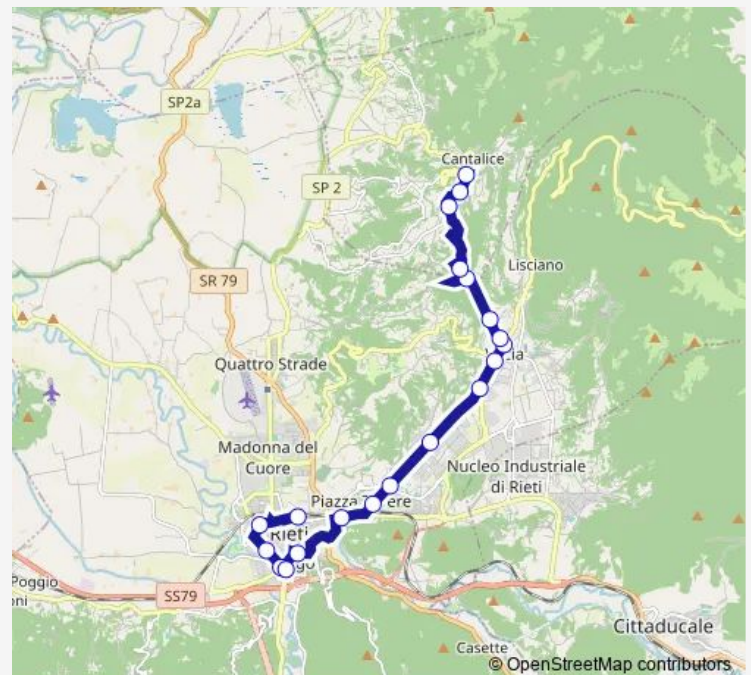 SP2a
Cantalice
SP 2
Lisciano
SR 79
Quattro Strade
Madonna del
Cuore
Nucleo Industriale
di Rieti
Rieti
Poggio
SS79
Cittaducale
Casette
© OpenStreetMap contributors